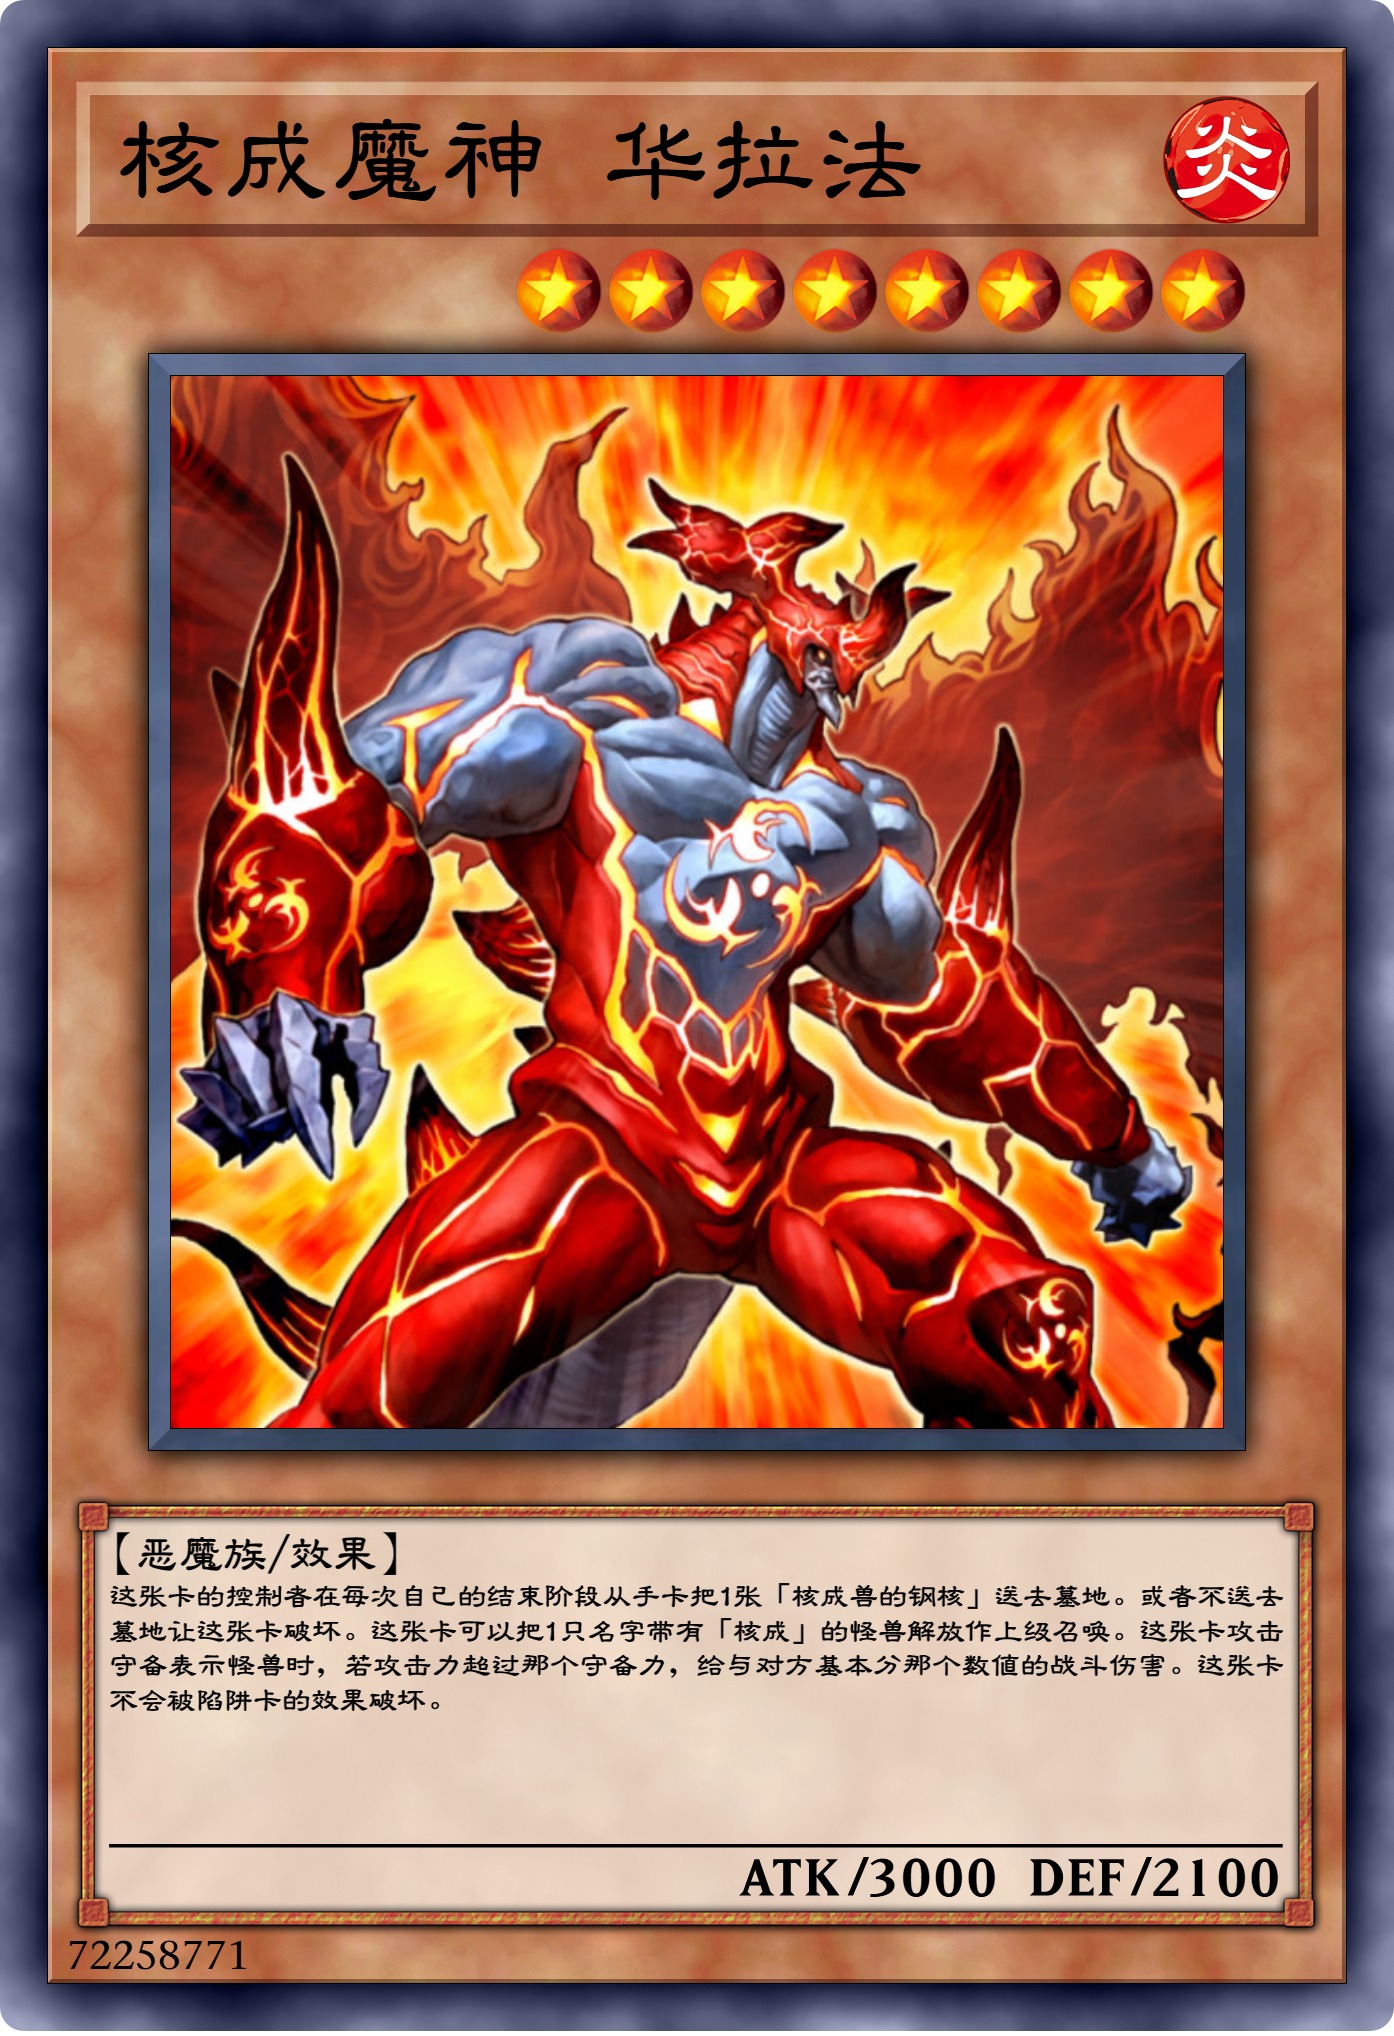 核成魔神 华拉法
炎
【恶魔族/效果】
这张卡的控制者在每次自己的结束阶段从手卡把1张「核成兽的钢核」送去墓地。或者不送去
墓地让这张卡破坏。这张卡可以把1只名字带有「核成」的怪兽解放作上级召唤。这张卡攻击
守备表示怪兽时，若攻击力超过那个守备力，给与对方基本分那个数值的战斗伤害。这张卡
不会被陷阱卡的效果破坏。
ATK/3000 DEF/2100
72258771